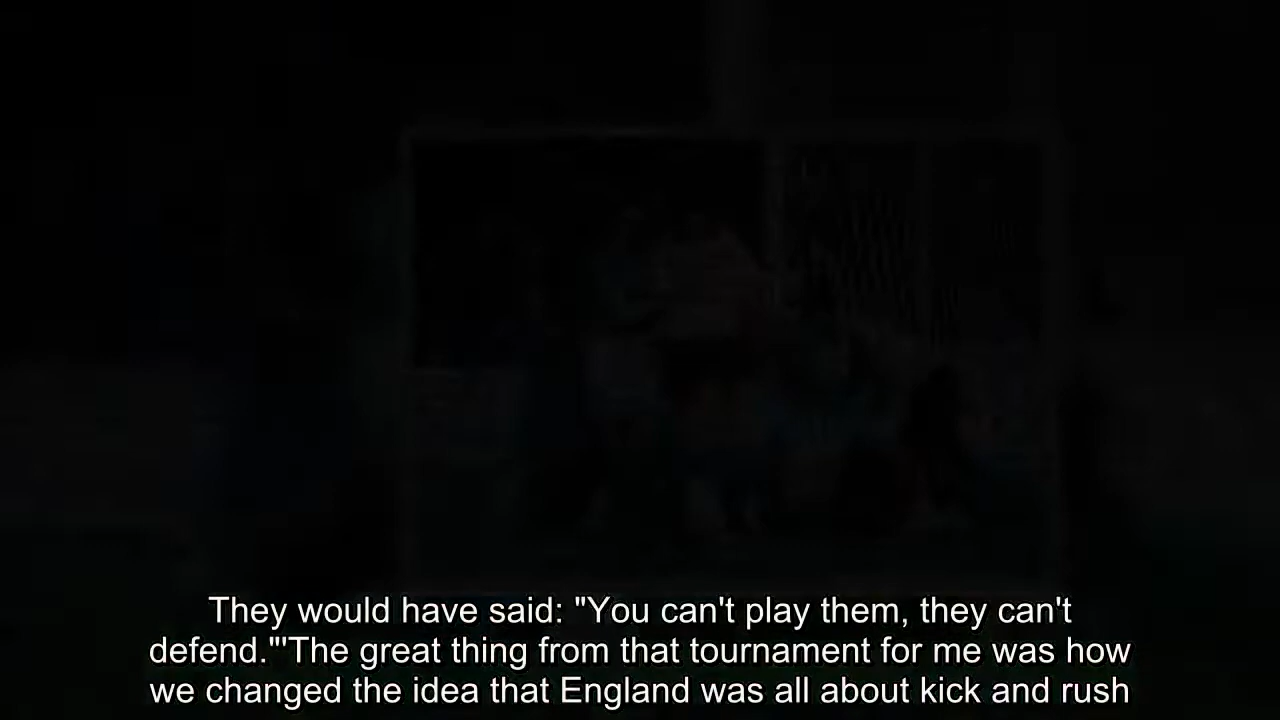 They would have said: "You can't play them, they can't
defend."'"The great thing from that tournament for me was how
we changed the idea that England was all about kick and rush